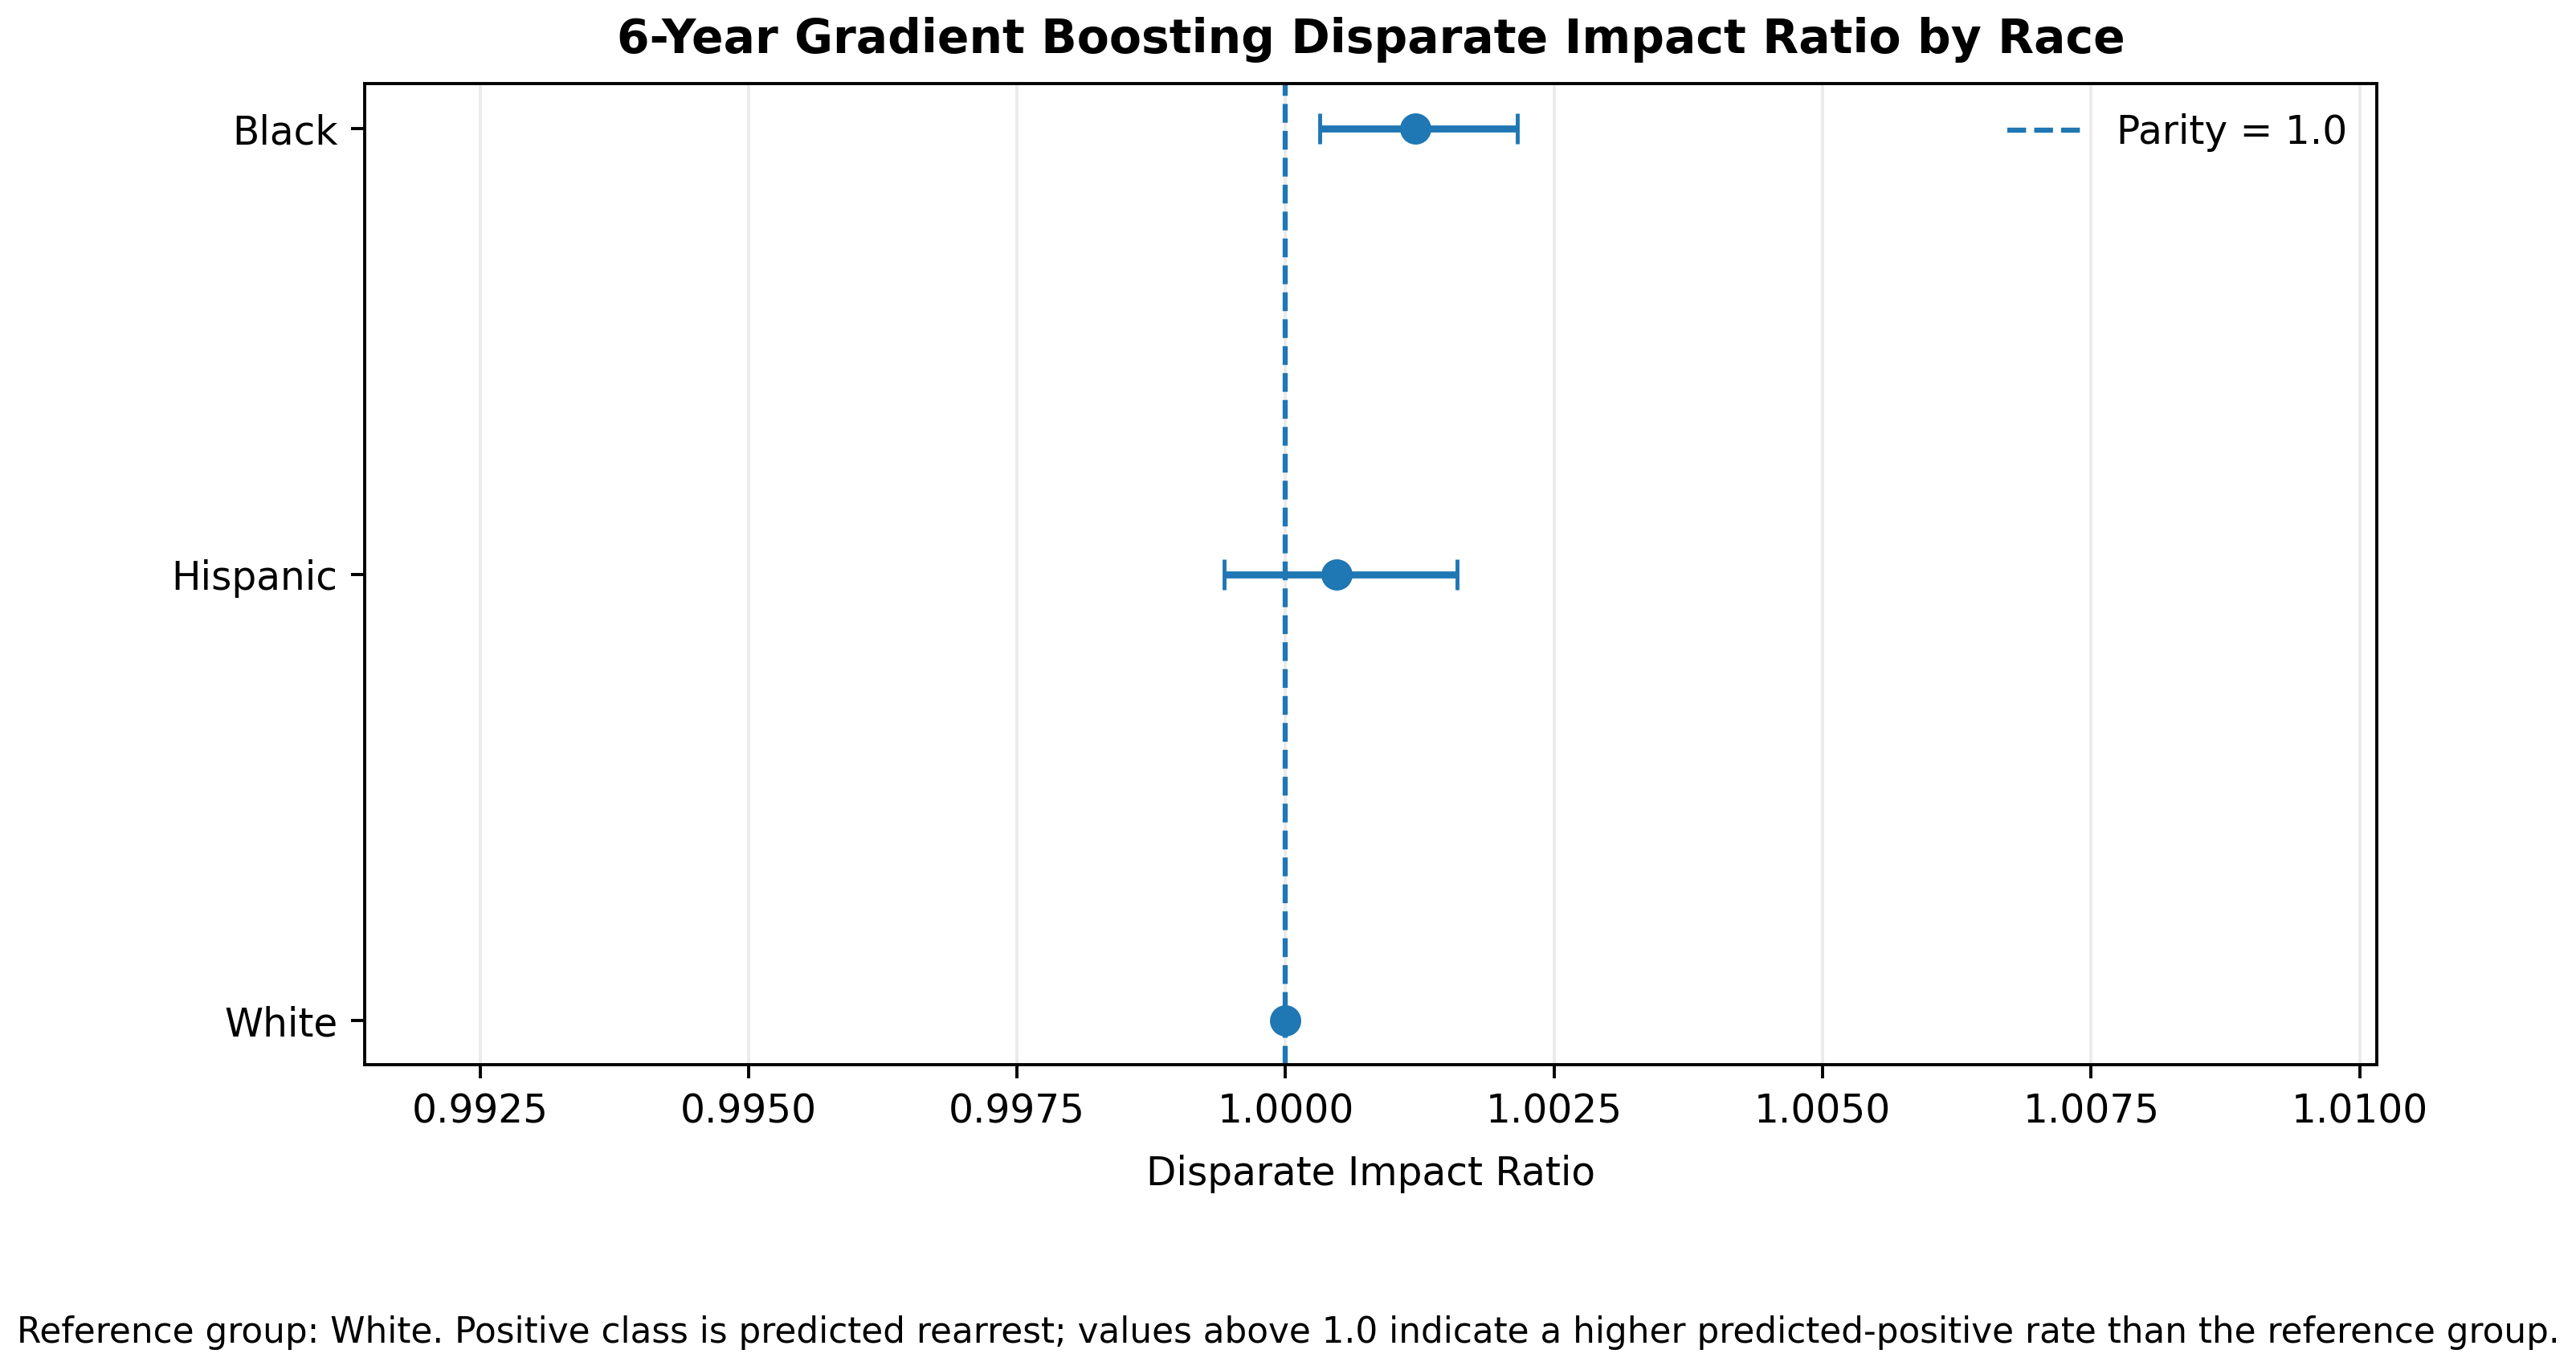 6-Year Gradient Boosting Disparate Impact Ratio by Race
Black
Parity = 1.0
Hispanic
White
0.9925 0.9950 0.9975 1.0000 1.0025 1.0050 1.0075 1.0100
Disparate Impact Ratio
Reference group: White. Positive class is predicted rearrest; values above 1.0 indicate a higher predicted-positive rate than the reference group.